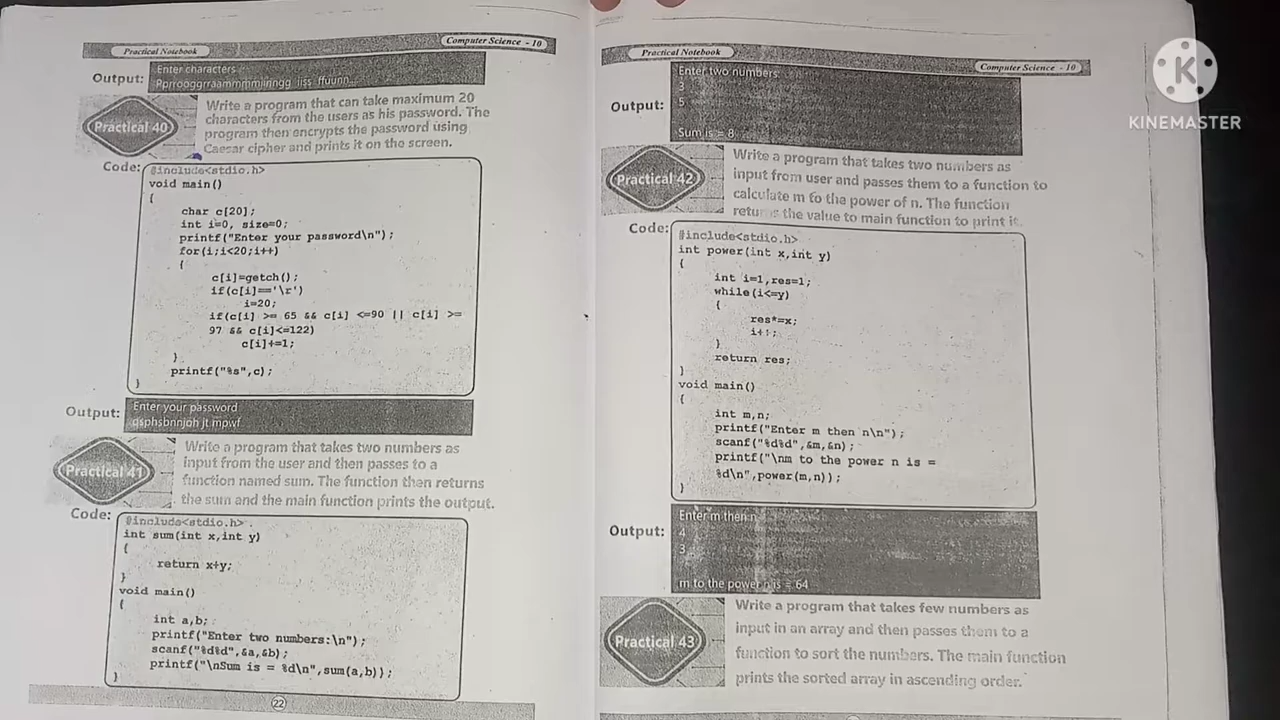 Practical Notebook
Computer Science - 10
Output:
Enter characters
Pprrooggrraammmmiinngg iiss ffuunn
Practical 40
Write a program that can take maximum 20
characters from the users as his password. The
program then encrypts the password using
Caesar cipher and prints it on the screen.
Code:
#include<stdio.h>
void main()
{
char c[20];
int i=0, size=0;
printf("Enter your password\n");
for(i;i<20;i++)
{
c[i]=getch();
if(c[i]=='\r')
i=20;
if(c[i] >= 65 && c[i] <=90 || c[i] >=
97 && c[i]<=122)
c[i]+=1;
}
printf("%s",c);
}
Output:
Enter your password
qsphsbnnjoh jt mpwf
Practical 41
Write a program that takes two numbers as
input from the user and then passes to a
function named sum. The function then returns
the sum and the main function prints the output.
Code:
#include<stdio.h>
int sum(int x,int y)
{
return x+y;
}
void main()
{
int a,b;
printf("Enter two numbers:\n");
scanf("%d%d",&a,&b);
printf("\nSum is = %d\n",sum(a,b));
}
22
Practical Notebook
Computer Science - 10
Output:
Enter two numbers:
3
5
Sum is = 8
Practical 42
Write a program that takes two numbers as
input from user and passes them to a function to
calculate m to the power of n. The function
returns the value to main function to print it.
Code:
#include<stdio.h>
int power(int x,int y)
{
int i=1,res=1;
while(i<=y)
{
res*=x;
i++;
}
return res;
}
void main()
{
int m,n;
printf("Enter m then n\n");
scanf("%d%d",&m,&n);
printf("\nm to the power n is =
%d\n",power(m,n));
}
Output:
Enter m then n
4
3
m to the power n is = 64
Practical 43
Write a program that takes few numbers as
input in an array and then passes them to a
function to sort the numbers. The main function
prints the sorted array in ascending order.
K
KINEMASTER